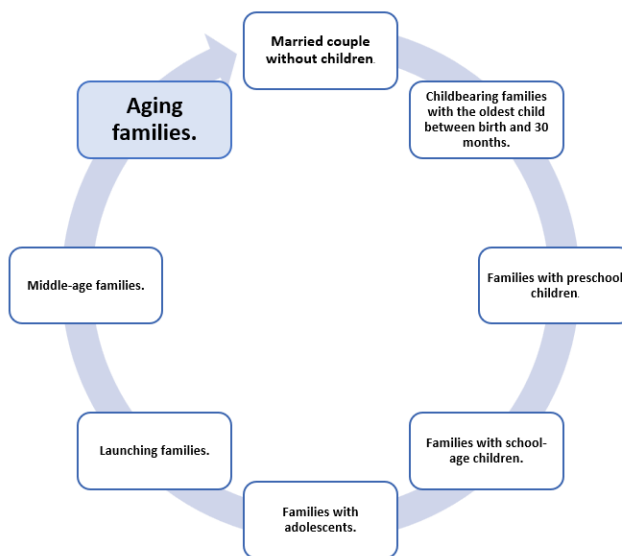 Married couple
without children.
Childbearing families
with the oldest child
between birth and 30
months.
Families with preschool
children.
Families with school-
age children.
Families with
adolescents.
Launching families.
Middle-age families.
Aging
families.